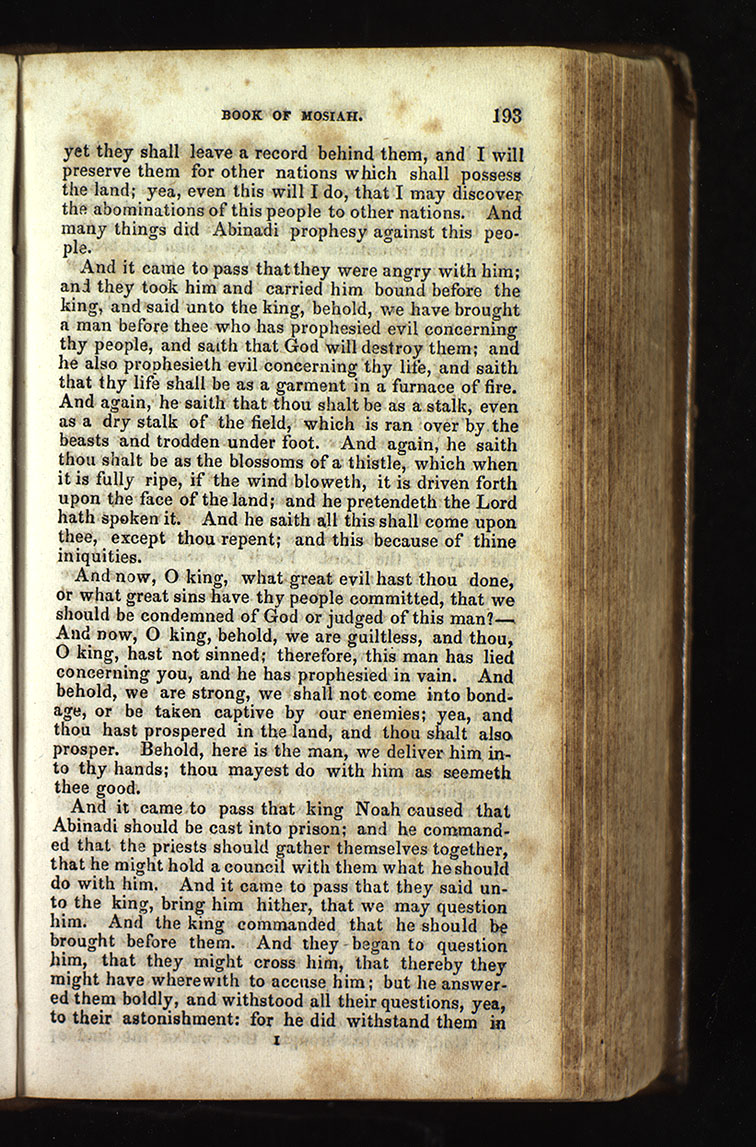 BOOK OF MOSIAH. 193
yet they shall leave a record behind them, and I will
preserve them for other nations which shall possess
the land; yea, even this will I do, that I may discover
the abominations of this people to other nations. And
many things did Abinadi prophesy against this peo-
ple.
And it came to pass that they were angry with him;
and they took him and carried him bound before the
king, and said unto the king, behold, we have brought
a man before thee who has prophesied evil concerning
thy people, and saith that God will destroy them; and
he also prophesieth evil concerning thy life, and saith
that thy life shall be as a garment in a furnace of fire.
And again, he saith that thou shalt be as a stalk, even
as a dry stalk of the field, which is ran over by the
beasts and trodden under foot. And again, he saith
thou shalt be as the blossoms of a thistle, which when
it is fully ripe, if the wind bloweth, it is driven forth
upon the face of the land; and he pretendeth the Lord
hath spoken it. And he saith all this shall come upon
thee, except thou repent; and this because of thine
iniquities.
And now, O king, what great evil hast thou done,
or what great sins have thy people committed, that we
should be condemned of God or judged of this man?—
And now, O king, behold, we are guiltless, and thou,
O king, hast not sinned; therefore, this man has lied
concerning you, and he has prophesied in vain. And
behold, we are strong, we shall not come into bond-
age, or be taken captive by our enemies; yea, and
thou hast prospered in the land, and thou shalt also
prosper. Behold, here is the man, we deliver him in-
to thy hands; thou mayest do with him as seemeth
thee good.
And it came to pass that king Noah caused that
Abinadi should be cast into prison; and he command-
ed that the priests should gather themselves together,
that he might hold a council with them what he should
do with him. And it came to pass that they said un-
to the king, bring him hither, that we may question
him. And the king commanded that he should be
brought before them. And they began to question
him, that they might cross him, that thereby they
might have wherewith to accuse him; but he answer-
ed them boldly, and withstood all their questions, yea,
to their astonishment: for he did withstand them in
I